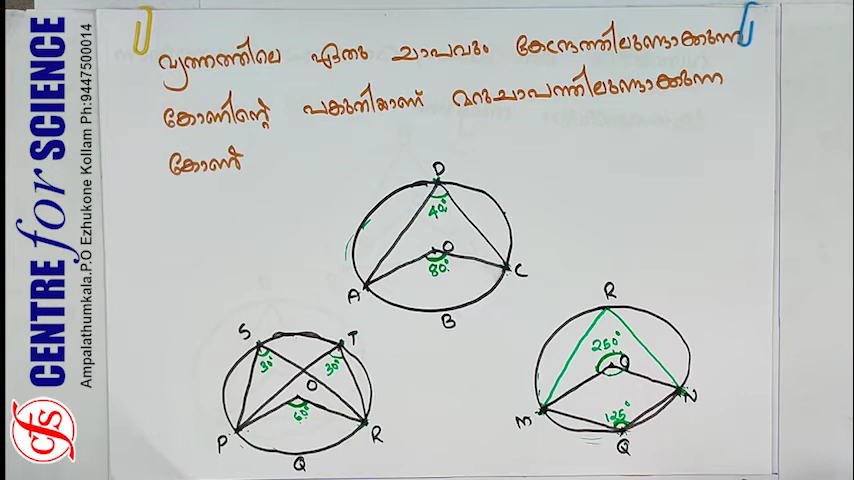 CENTRE for SCIENCE
Ampalathumkala.P.O Ezhukone Kollam Ph:9447500014
cfs
വൃത്തത്തിലെ ഏതു ചാപവും കേന്ദ്രത്തിലുണ്ടാക്കുന്ന
കോണിന്റെ പകുതിയാണ് മറുചാപത്തിലുണ്ടാക്കുന്ന
കോൺ
D
40°
O
80°
A
C
B
S
T
30°
30°
O
60°
P
R
Q
R
250°
O
M
N
125°
Q